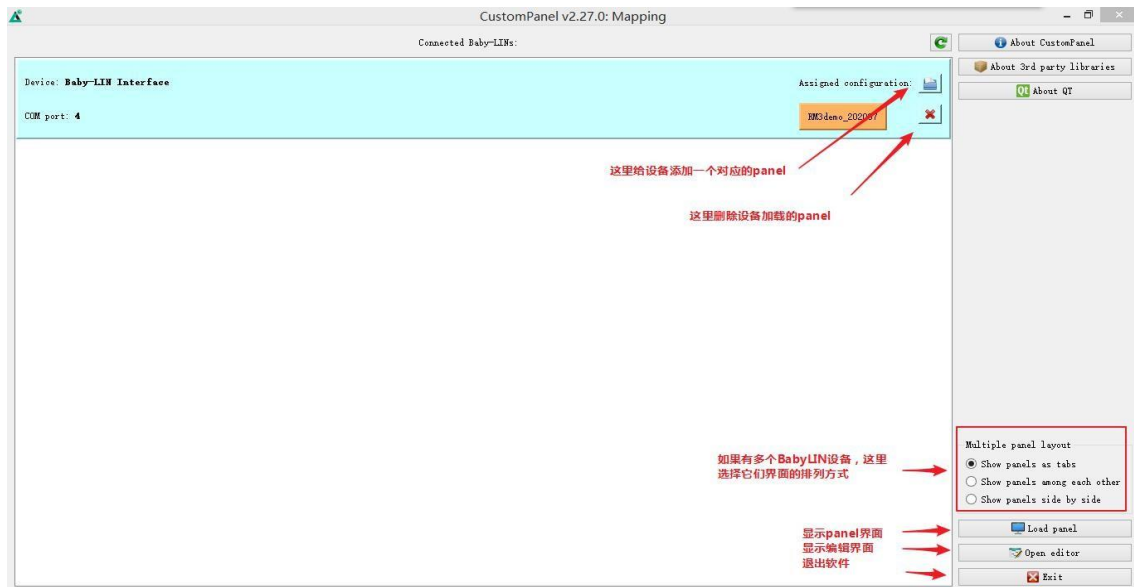 CustomPanel v2.27.0: Mapping
Connected Baby-LINs:
About CustomPanel
About 3rd party libraries
About QT
Device: Baby-LIN Interface
Assigned configuration:
COM port: 4
这里给设备添加一个对应的panel
这里删除设备加载的panel
如果有多个BabyLIN设备，这里
选择它们界面的排列方式
Multiple panel layout
Show panels as tabs
Show panels among each other
Show panels side by side
显示panel界面
显示编辑界面
退出软件
Load panel
Open editor
Exit